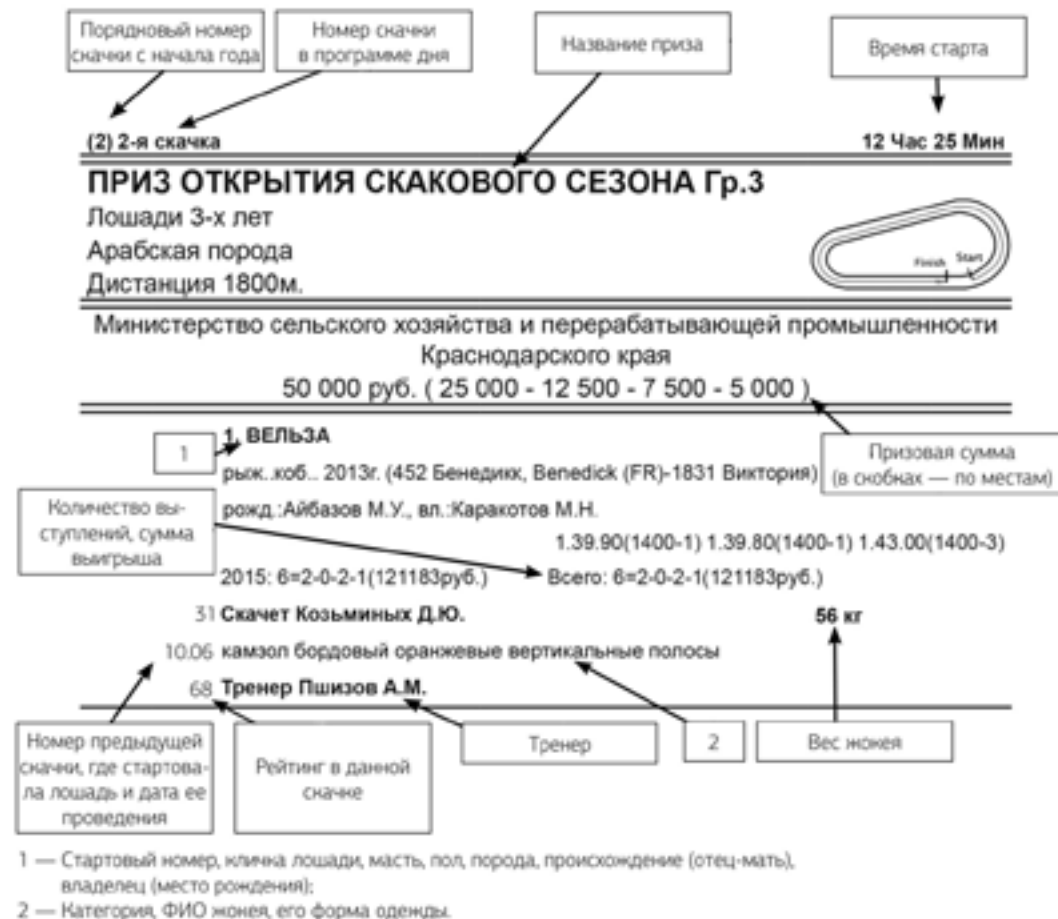 Порядковый номер
скачки с начала года
Номер скачки
в программе дня
Название приза
Время старта
(2) 2-я скачка
12 Час 25 Мин
ПРИЗ ОТКРЫТИЯ СКАКОВОГО СЕЗОНА Гр.3
Лошади 3-х лет
Арабская порода
Дистанция 1800м.
Finish
Start
Министерство сельского хозяйства и перерабатывающей промышленности
Краснодарского края
50 000 руб. ( 25 000 - 12 500 - 7 500 - 5 000 )
1
1. ВЕЛЬЗА
Призовая сумма
(в скобках — по местам)
рыж..коб.. 2013г. (452 Бенедикк, Benedick (FR)-1831 Виктория)
Количество вы-
ступлений, сумма
выигрыша
рожд.:Айбазов М.У., вл.:Каракотов М.Н.
1.39.90(1400-1) 1.39.80(1400-1) 1.43.00(1400-3)
2015: 6=2-0-2-1(121183руб.)
Всего: 6=2-0-2-1(121183руб.)
31 Скачет Козьминых Д.Ю.
56 кг
10.06 камзол бордовый оранжевые вертикальные полосы
68 Тренер Пшизов А.М.
Номер предыдущей
скачки, где стартова-
ла лошадь и дата ее
проведения
Рейтинг в данной
скачке
Тренер
2
Вес жокея
1 — Стартовый номер, кличка лошади, масть, пол, порода, происхождение (отец-мать),
владелец (место рождения);
2 — Категория, ФИО жокея, его форма одежды.